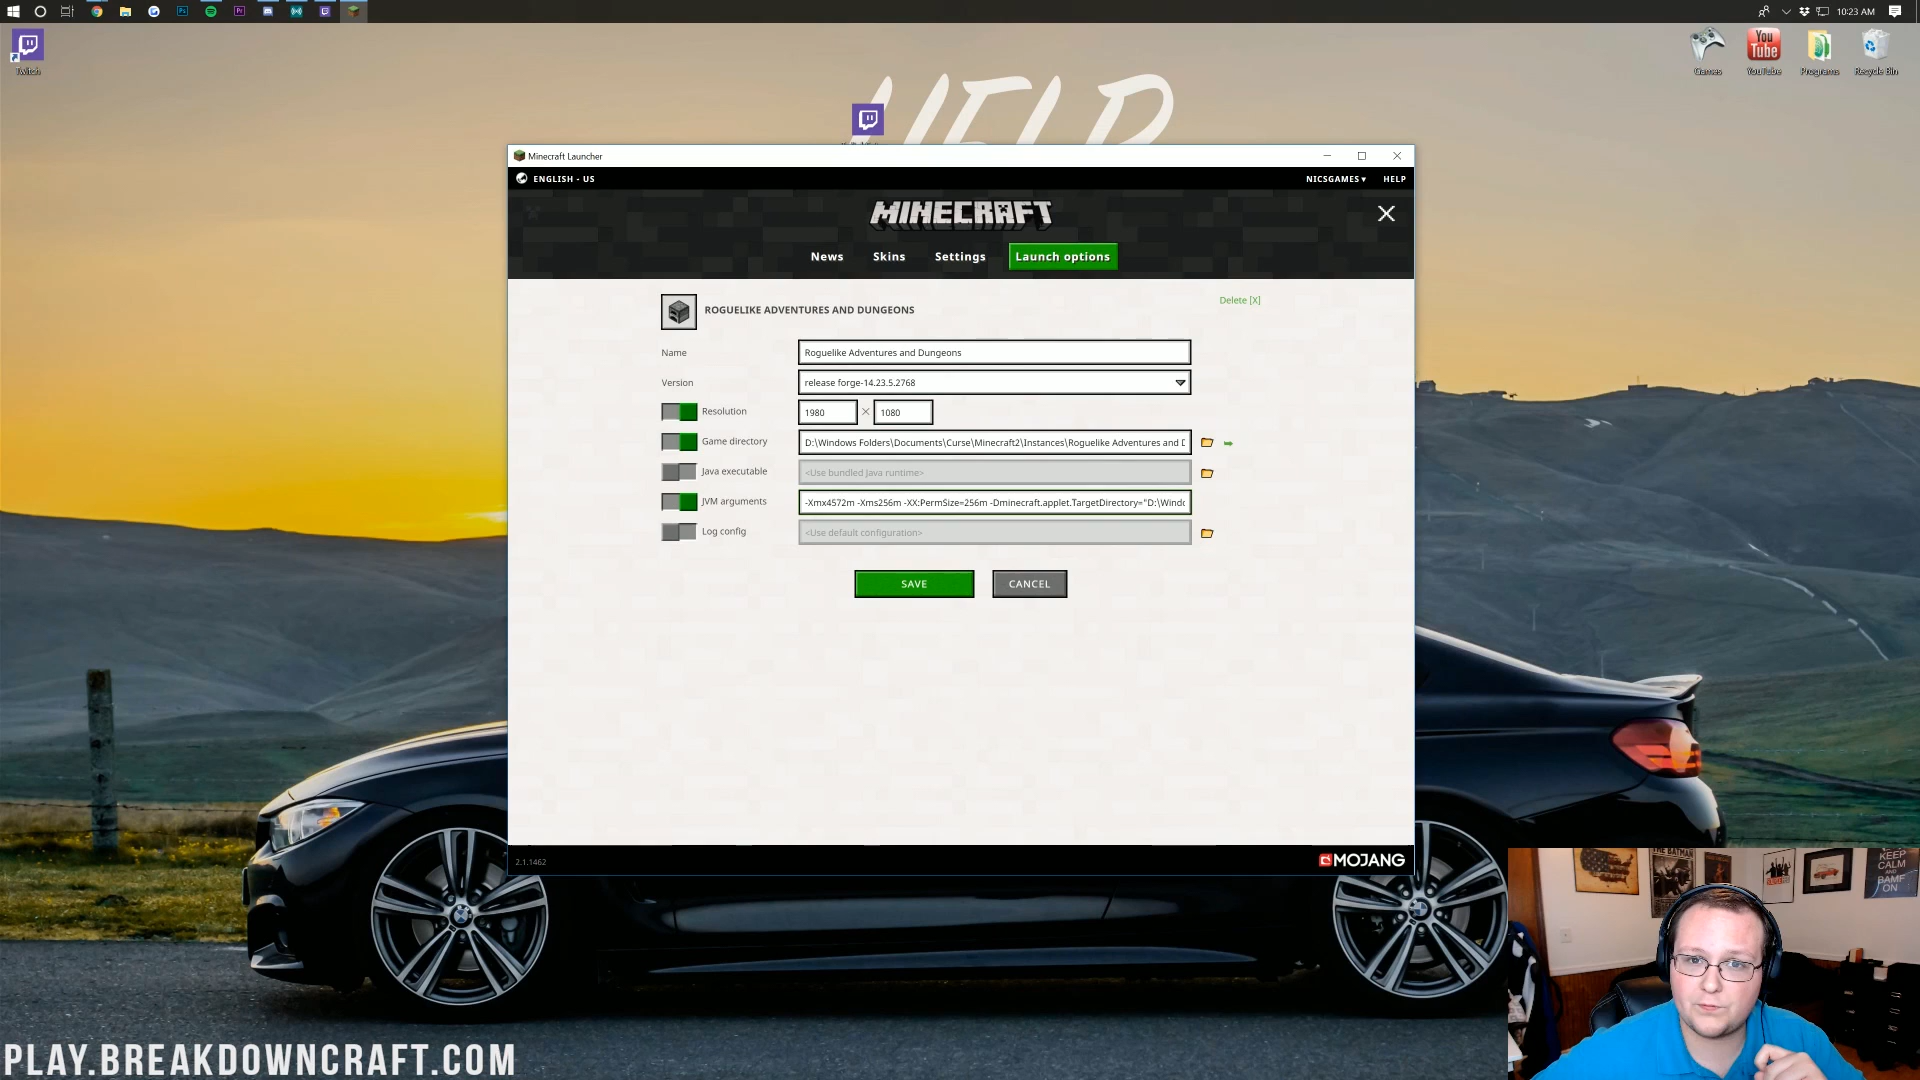 10:23 AM
Twitch
Games
YouTube
Programs
Recycle Bin
HELP
Minecraft Launcher
ENGLISH - US
NICSGAMES
HELP
MINECRAFT
News
Skins
Settings
Launch options
ROGUELIKE ADVENTURES AND DUNGEONS
Delete [X]
Name
Roguelike Adventures and Dungeons
Version
release forge-14.23.5.2768
Resolution
1980
1080
Game directory
D:\Windows Folders\Documents\Curse\Minecraft2\Instances\Roguelike Adventures and D
Java executable
<Use bundled Java runtime>
JVM arguments
-Xmx4572m -Xms256m -XX:PermSize=256m -Dminecraft.applet.TargetDirectory="D:\Windo
Log config
<Use default configuration>
SAVE
CANCEL
2.1.1462
MOJANG
KEEP
CALM
AND
BAMF
ON
PLAY.BREAKDOWNCRAFT.COM